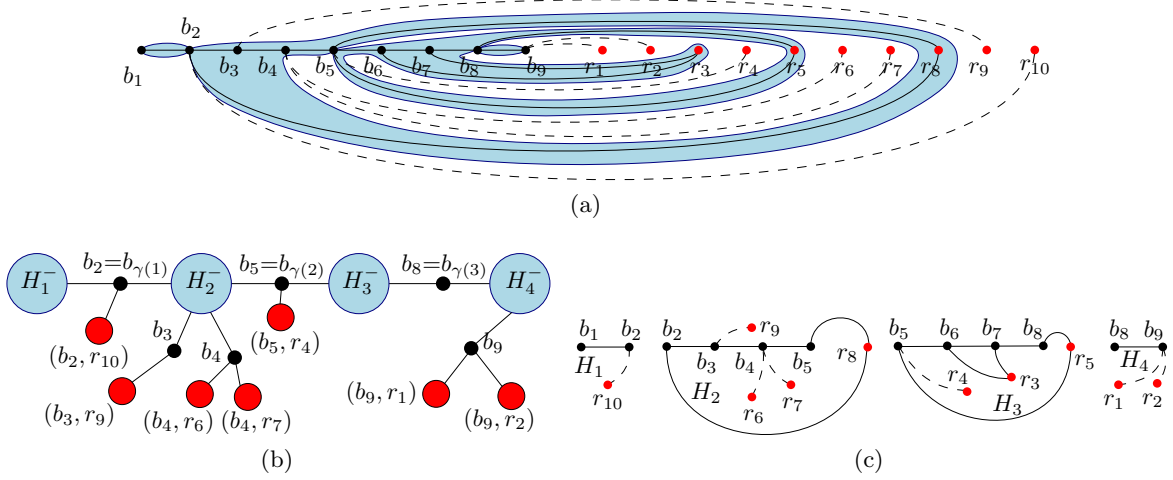 b2
b1 b3 b4 b5 b6 b7 b8 b9 r1 r2 r3 r4 r5 r6 r7 r8 r9 r10
(a)
b2=bγ(1) b5=bγ(2) b8=bγ(3)
H1− H2− H3− H4−
b3 b4 b9
(b2, r10) (b5, r4)
(b3, r9) (b4, r6) (b4, r7) (b9, r1) (b9, r2)
(b)
b1 b2 b2 r9 b5 b5 b6 b7 b8 b8 b9
H1 b3 b4 r8 r4 r3 r5 H4
r10 H2 r6 r7 H3 r1 r2
(c)